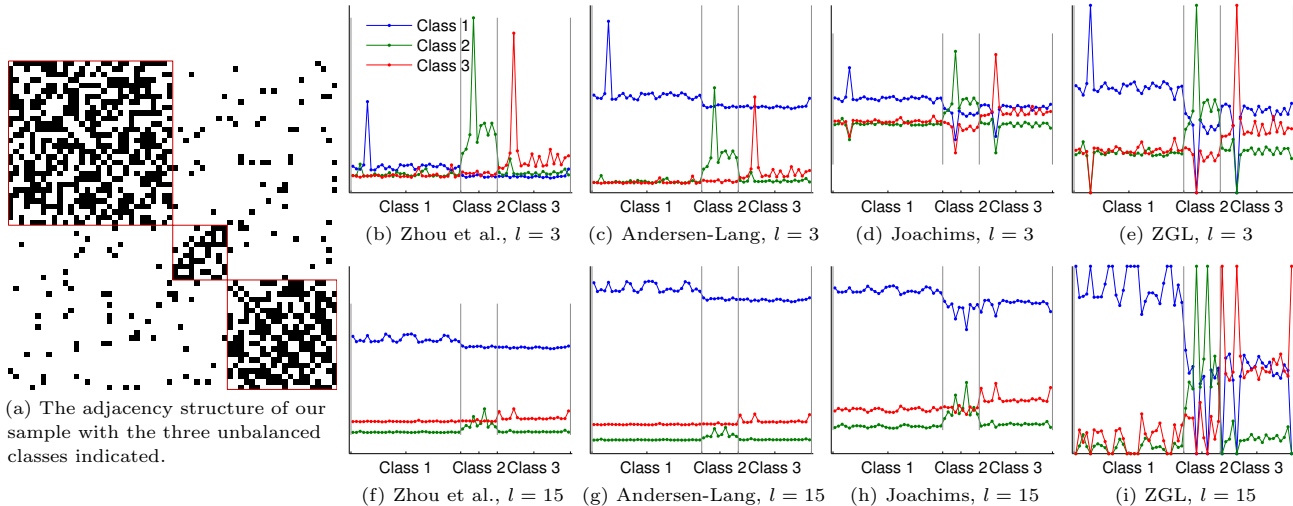 Class 1
Class 2
Class 3
Class 1 Class 2 Class 3
(b) Zhou et al., l = 3
Class 1 Class 2 Class 3
(c) Andersen-Lang, l = 3
Class 1 Class 2 Class 3
(d) Joachims, l = 3
Class 1 Class 2 Class 3
(e) ZGL, l = 3
(a) The adjacency structure of our
sample with the three unbalanced
classes indicated.
Class 1 Class 2 Class 3
(f) Zhou et al., l = 15
Class 1 Class 2 Class 3
(g) Andersen-Lang, l = 15
Class 1 Class 2 Class 3
(h) Joachims, l = 15
Class 1 Class 2 Class 3
(i) ZGL, l = 15